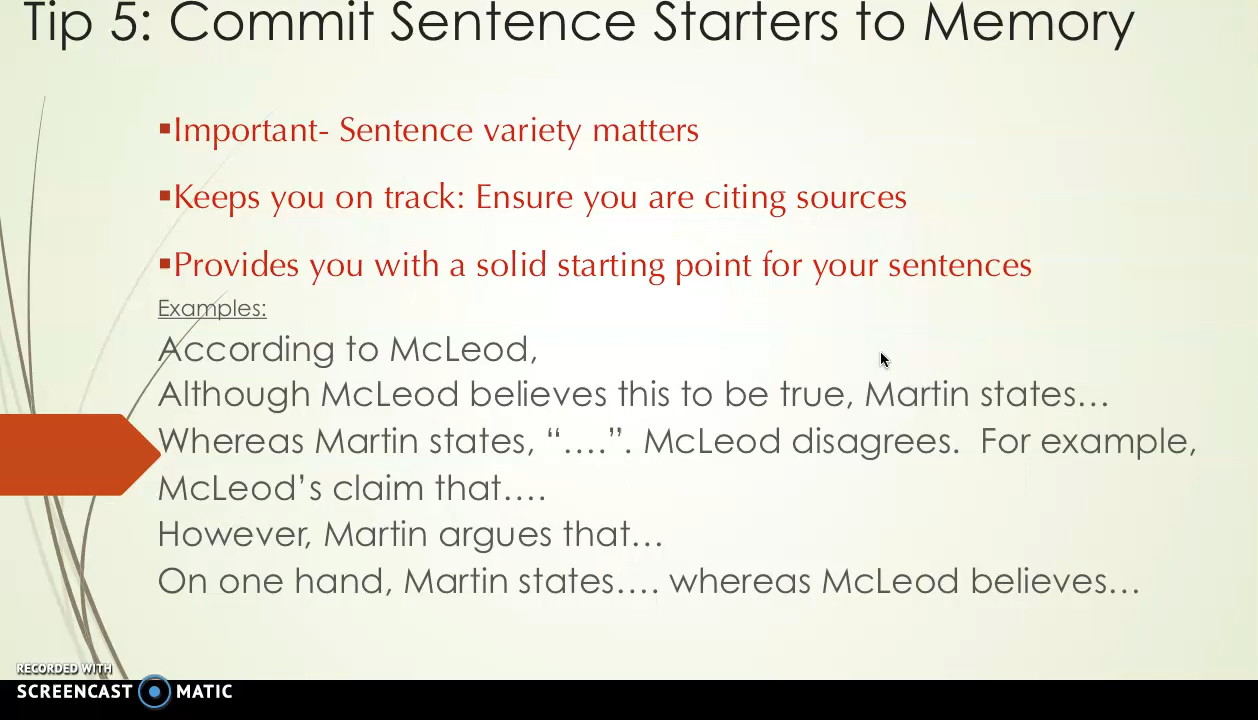 Tip 5: Commit Sentence Starters to Memory
▪Important- Sentence variety matters
▪Keeps you on track: Ensure you are citing sources
▪Provides you with a solid starting point for your sentences
Examples:
According to McLeod,
Although McLeod believes this to be true, Martin states…
Whereas Martin states, “….”. McLeod disagrees.  For example,
McLeod’s claim that….
However, Martin argues that…
On one hand, Martin states…. whereas McLeod believes…
RECORDED WITH
SCREENCAST MATIC